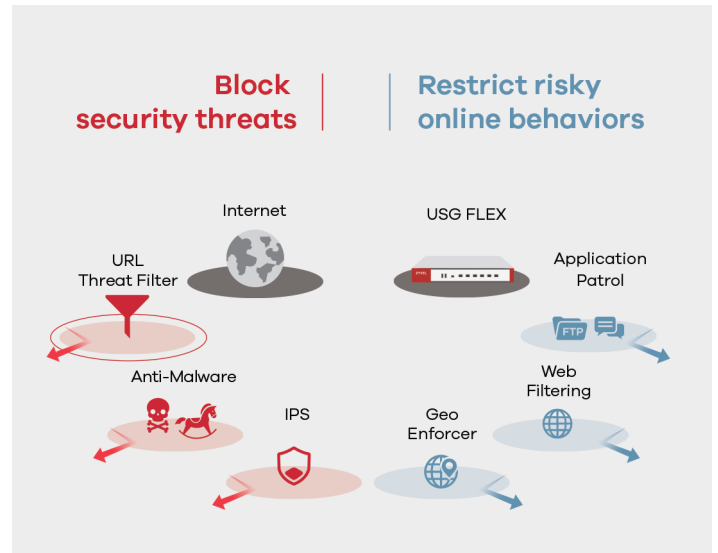 Block
security threats
Restrict risky
online behaviors
Internet
USG FLEX
URL
Threat Filter
Application
Patrol
FTP
Anti-Malware
Web
Filtering
IPS
Geo
Enforcer